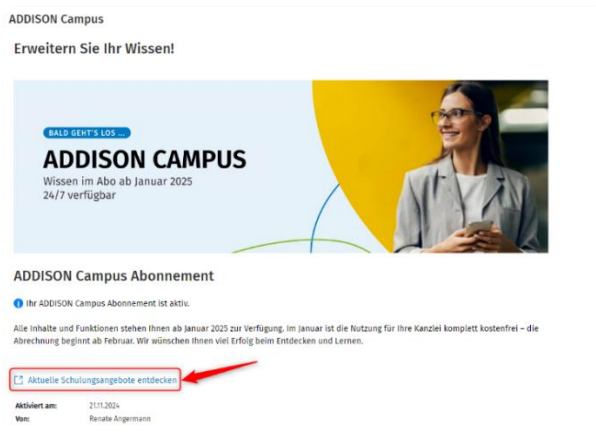 ADDISON Campus
Erweitern Sie Ihr Wissen!
BALD GEHT'S LOS ...
ADDISON CAMPUS
Wissen im Abo ab Januar 2025
24/7 verfügbar
ADDISON Campus Abonnement
Ihr ADDISON Campus Abonnement ist aktiv.
Alle Inhalte und Funktionen stehen Ihnen ab Januar 2025 zur Verfügung. Im Januar ist die Nutzung für Ihre Kanzlei komplett kostenfrei – die
Abrechnung beginnt ab Februar. Wir wünschen Ihnen viel Erfolg beim Entdecken und Lernen.
Aktuelle Schulungsangebote entdecken
Aktiviert am: 21.11.2024
Von: Renate Angermann